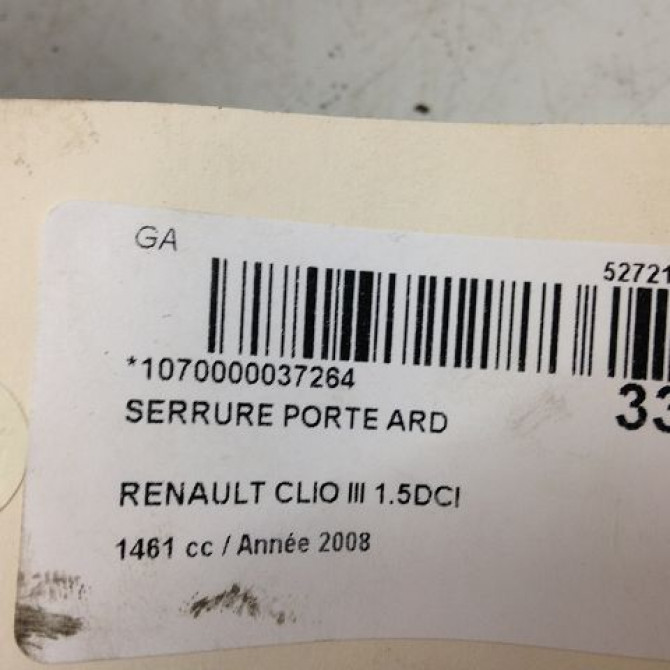 GA
52721
*1070000037264
33
SERRURE PORTE ARD
RENAULT CLIO III 1.5DCI
1461 cc / Année 2008